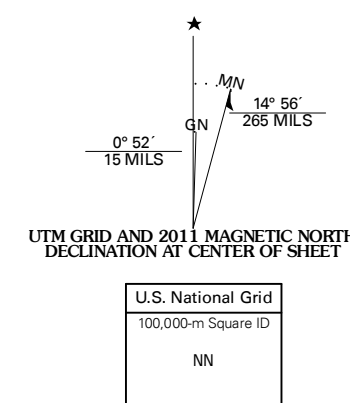 ★
MN
14° 56´
265 MILS
GN
0° 52´
15 MILS
UTM GRID AND 2011 MAGNETIC NORTH
DECLINATION AT CENTER OF SHEET
U.S. National Grid
100,000-m Square ID
NN